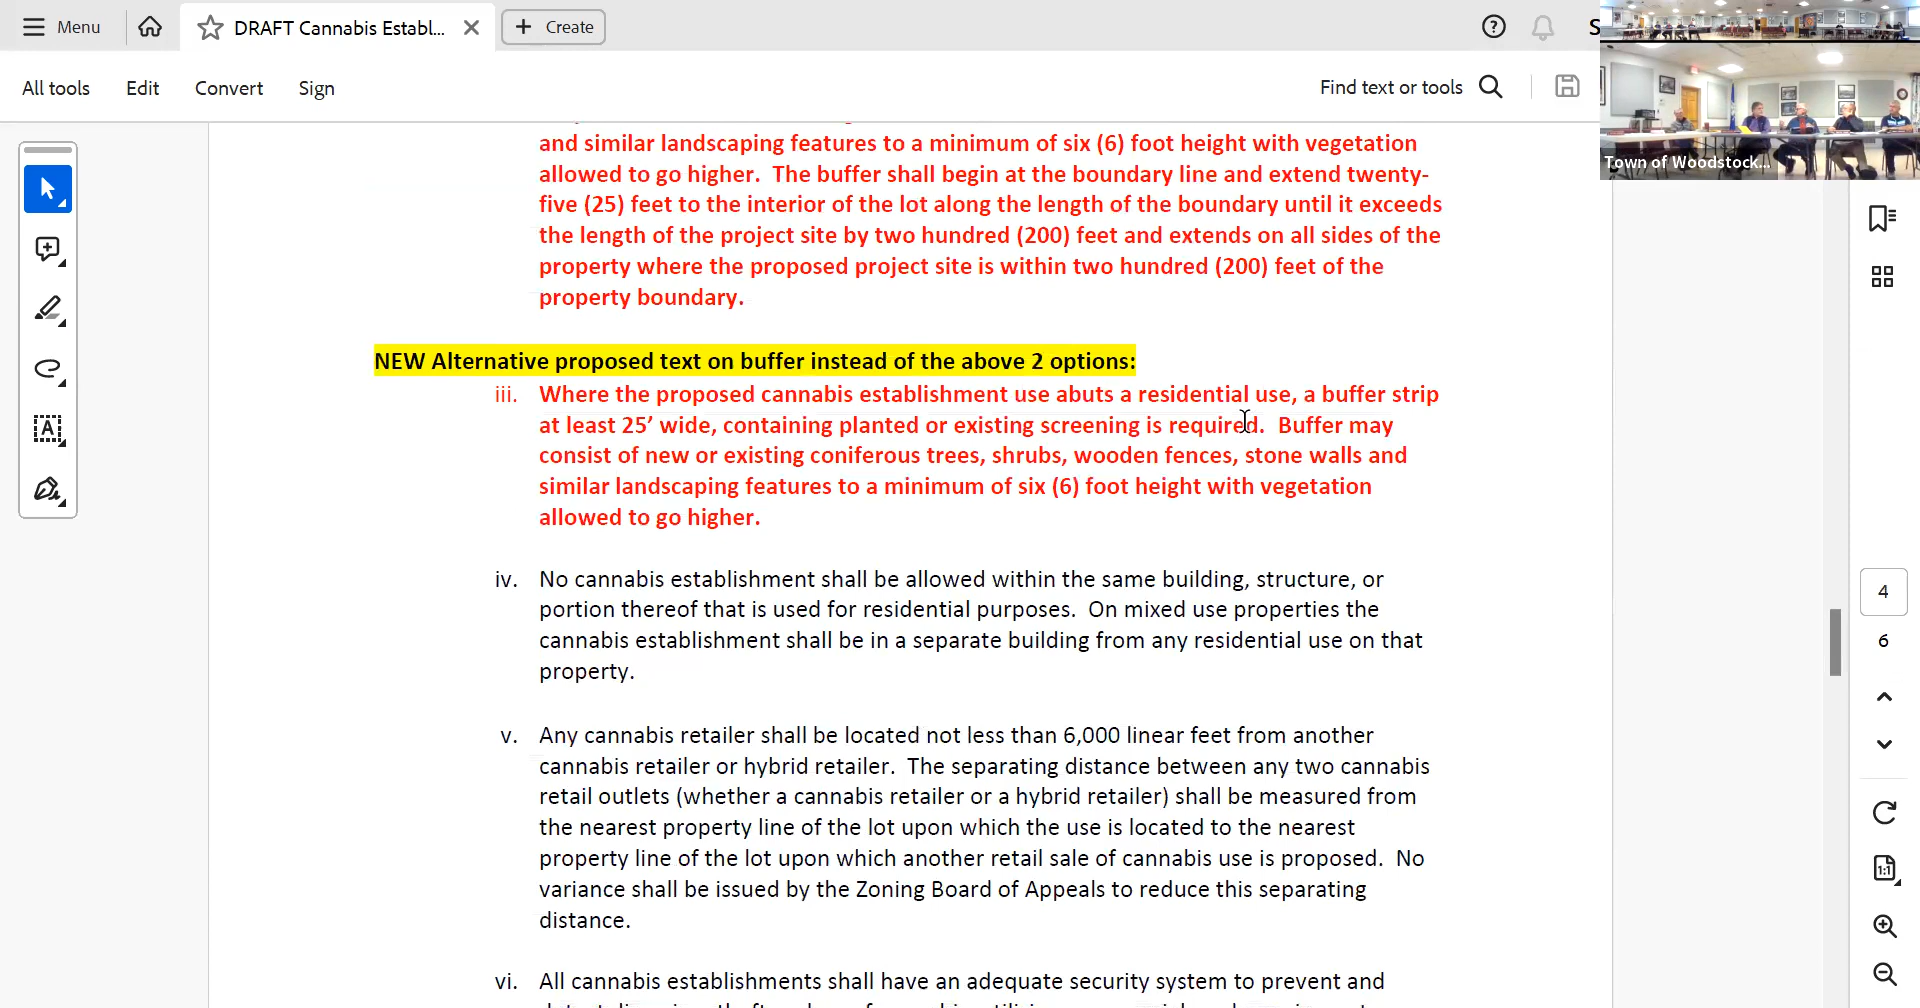 Menu
DRAFT Cannabis Establ...
Create
All tools
Edit
Convert
Sign
Find text or tools
Town of Woodstock...
and similar landscaping features to a minimum of six (6) foot height with vegetation
allowed to go higher. The buffer shall begin at the boundary line and extend twenty-
five (25) feet to the interior of the lot along the length of the boundary until it exceeds
the length of the project site by two hundred (200) feet and extends on all sides of the
property where the proposed project site is within two hundred (200) feet of the
property boundary.
NEW Alternative proposed text on buffer instead of the above 2 options:
iii. Where the proposed cannabis establishment use abuts a residential use, a buffer strip
at least 25’ wide, containing planted or existing screening is required. Buffer may
consist of new or existing coniferous trees, shrubs, wooden fences, stone walls and
similar landscaping features to a minimum of six (6) foot height with vegetation
allowed to go higher.
iv. No cannabis establishment shall be allowed within the same building, structure, or
portion thereof that is used for residential purposes. On mixed use properties the
cannabis establishment shall be in a separate building from any residential use on that
property.
v. Any cannabis retailer shall be located not less than 6,000 linear feet from another
cannabis retailer or hybrid retailer. The separating distance between any two cannabis
retail outlets (whether a cannabis retailer or a hybrid retailer) shall be measured from
the nearest property line of the lot upon which the use is located to the nearest
property line of the lot upon which another retail sale of cannabis use is proposed. No
variance shall be issued by the Zoning Board of Appeals to reduce this separating
distance.
vi. All cannabis establishments shall have an adequate security system to prevent and
4
6
1:1